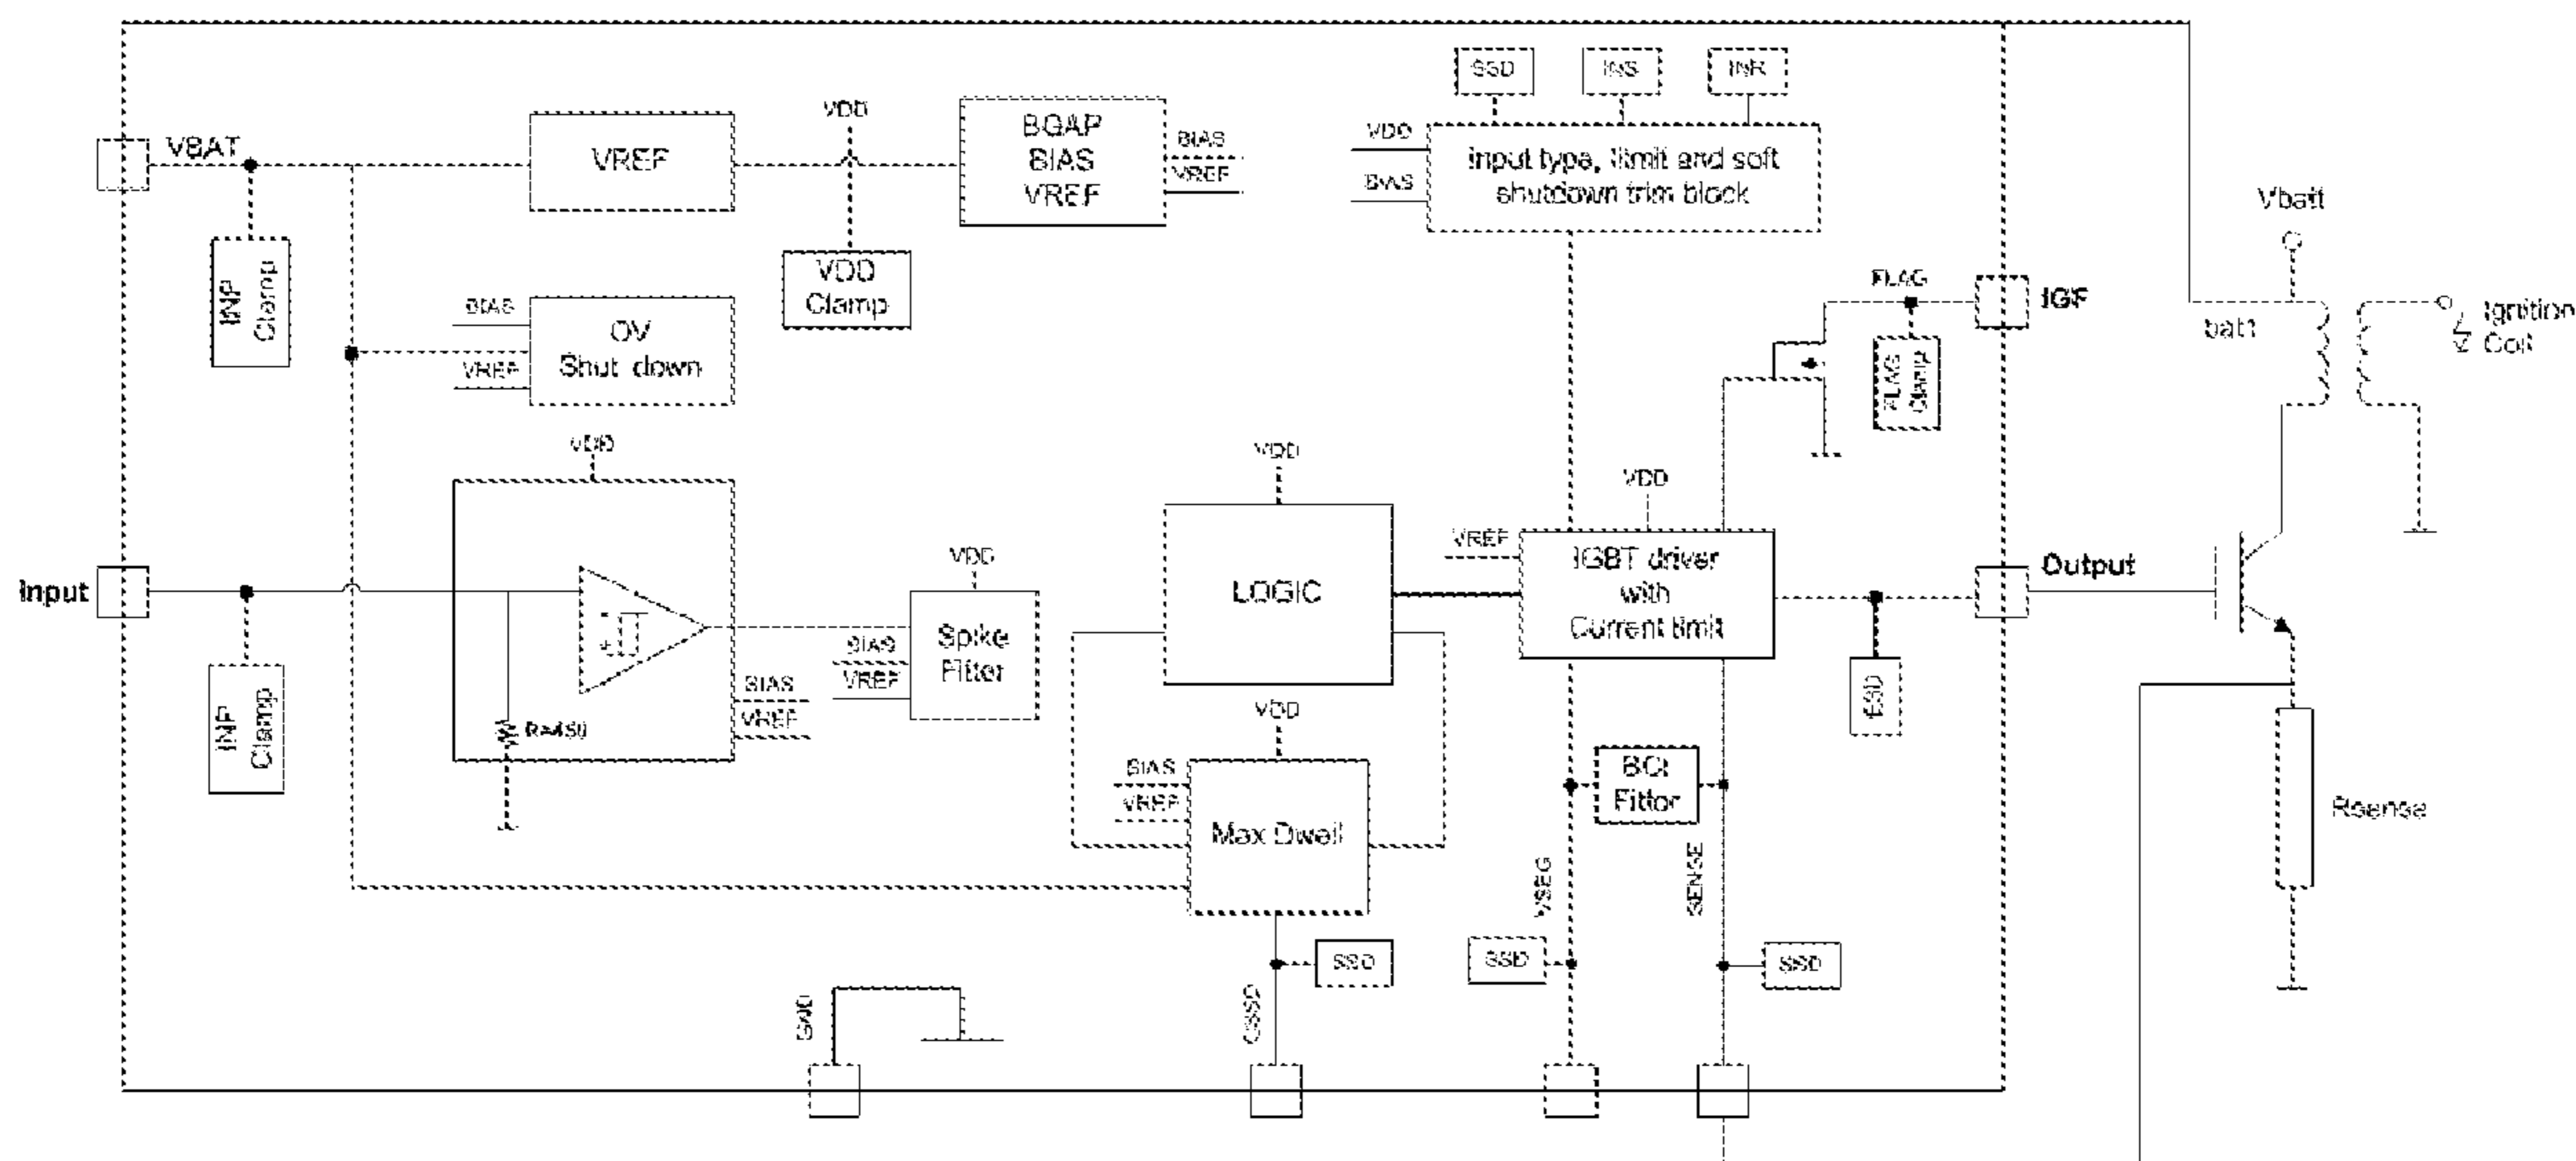 VBAT
VREF
VDD
BGAP
BIAS
VREF
BIAS
VREF
SSD
INS
INR
VDD
BIAS
Input type, Ilimit and soft
shutdown trim block
Vbatt
INP
Clamp
VDD
Clamp
BIAS
VREF
OV
Shut down
FLAG
IGF
FLAG
Clamp
batt
Ignition
Coil
VDD
VDD
VDD
Input
VDD
LOGIC
VREF
IGBT driver
with
Current limit
Output
Spike
Filter
BIAS
VREF
BIAS
VREF
INP
Clamp
ESD
VDD
BIAS
VREF
Max Dwell
BCI
Filter
Rsense
SENSE
SSD
SSD
SSD
GND
CSSD